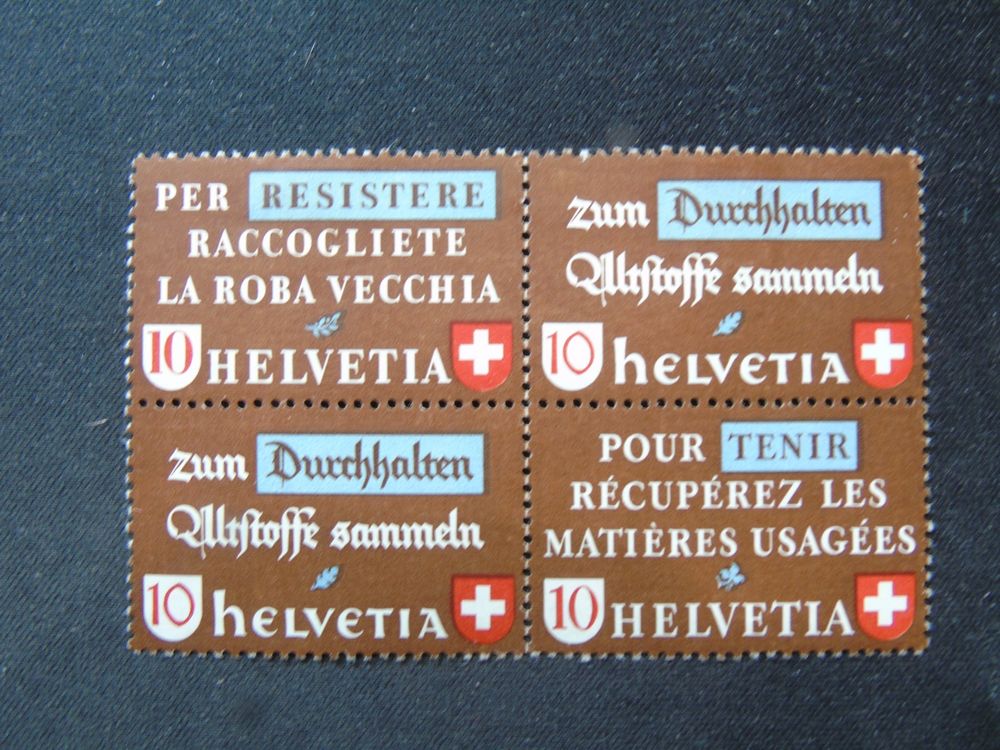 PER RESISTERE
RACCOGLIETE
LA ROBA VECCHIA
10 HELVETIA
zum Durchhalten
Altstoffe sammeln
10 HELVETIA
zum Durchhalten
Altstoffe sammeln
10 HELVETIA
POUR TENIR
RÉCUPÉREZ LES
MATIÈRES USAGÉES
10 HELVETIA